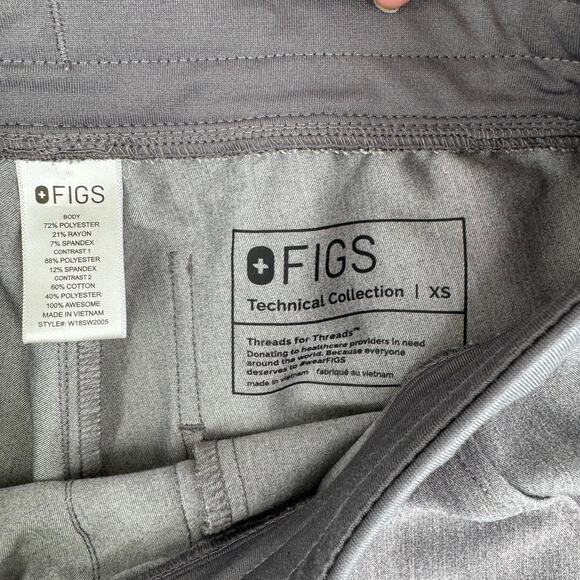 FIGS
BODY
72% POLYESTER
21% RAYON
7% SPANDEX
CONTRAST 1
88% POLYESTER
12% SPANDEX
CONTRAST 2
60% COTTON
40% POLYESTER
100% AWESOME
MADE IN VIETNAM
STYLE#: W18SW2005
FIGS
Technical Collection | XS
Threads for Threads™
Donating to healthcare providers in need
around the world. Because everyone
deserves to #wearFIGS
made in vietnam fabriqué au vietnam